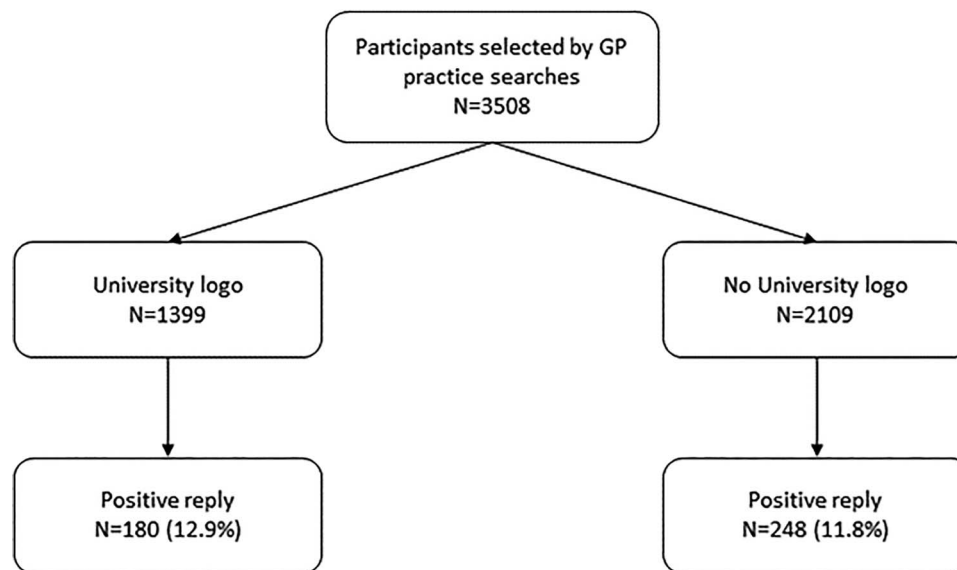 Participants selected by GP
practice searches
N=3508
University logo
N=1399
No University logo
N=2109
Positive reply
N=180 (12.9%)
Positive reply
N=248 (11.8%)